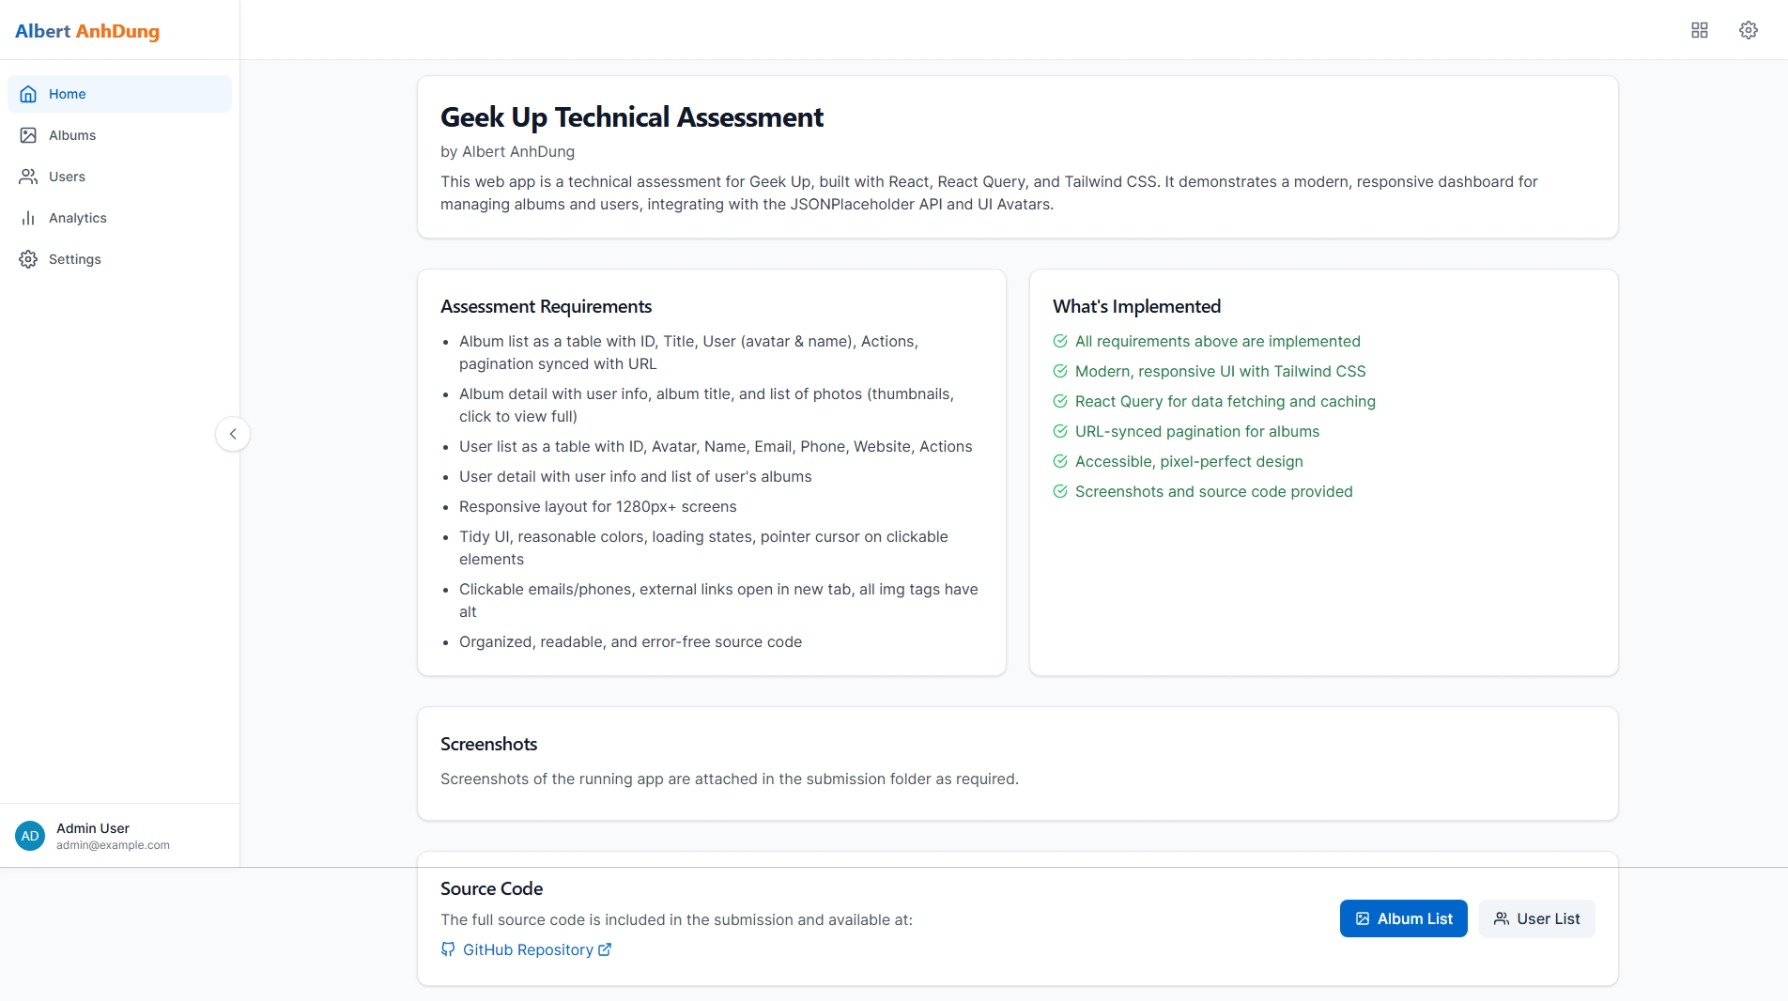 Albert AnhDung
Home
Albums
Users
Analytics
Settings
Geek Up Technical Assessment
by Albert AnhDung
This web app is a technical assessment for Geek Up, built with React, React Query, and Tailwind CSS. It demonstrates a modern, responsive dashboard for
managing albums and users, integrating with the JSONPlaceholder API and UI Avatars.
Assessment Requirements
Album list as a table with ID, Title, User (avatar & name), Actions,
pagination synced with URL
Album detail with user info, album title, and list of photos (thumbnails,
click to view full)
User list as a table with ID, Avatar, Name, Email, Phone, Website, Actions
User detail with user info and list of user's albums
Responsive layout for 1280px+ screens
Tidy UI, reasonable colors, loading states, pointer cursor on clickable
elements
Clickable emails/phones, external links open in new tab, all img tags have
alt
Organized, readable, and error-free source code
What's Implemented
All requirements above are implemented
Modern, responsive UI with Tailwind CSS
React Query for data fetching and caching
URL-synced pagination for albums
Accessible, pixel-perfect design
Screenshots and source code provided
Screenshots
Screenshots of the running app are attached in the submission folder as required.
AD
Admin User
admin@example.com
Source Code
The full source code is included in the submission and available at:
GitHub Repository
Album List
User List